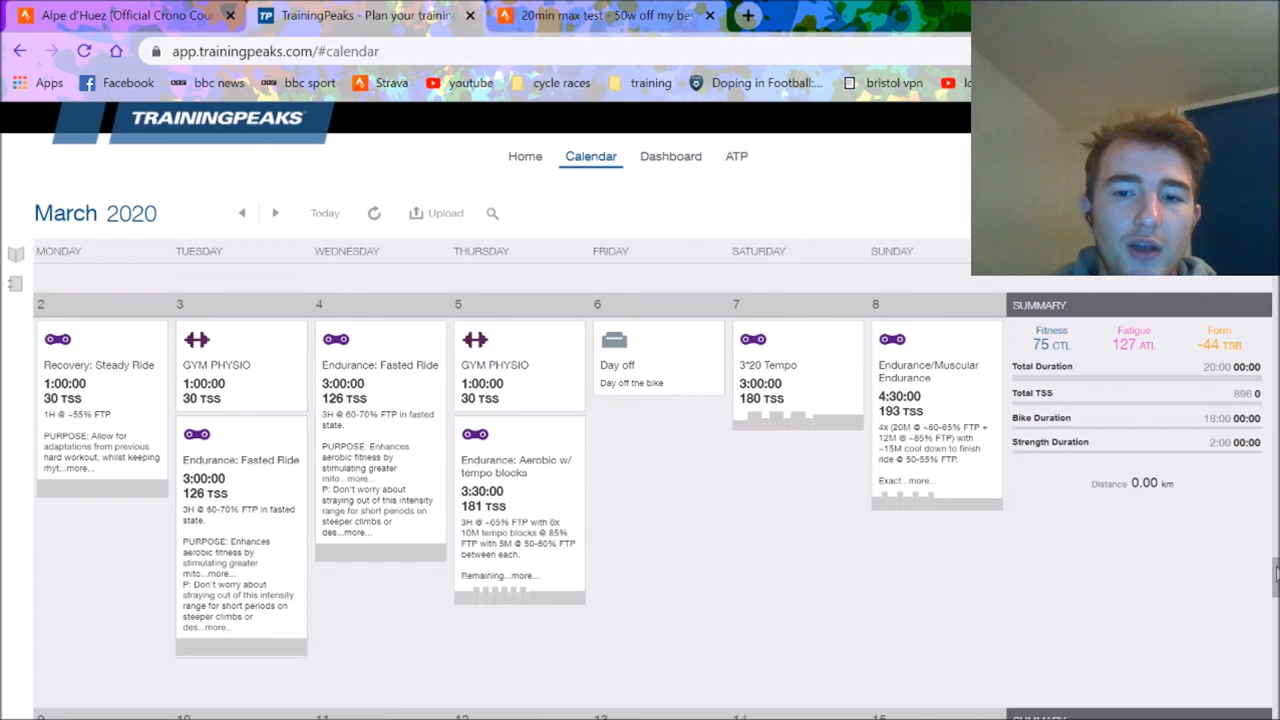 Alpe d'Huez (Official Crono Cou
TrainingPeaks - Plan your training
20min max test - 50w off my bes
app.trainingpeaks.com/#calendar
Apps
Facebook
bbc news
bbc sport
Strava
youtube
cycle races
training
Doping in Football:...
bristol vpn
TRAININGPEAKS
Home
Calendar
Dashboard
ATP
March 2020
Today
Upload
MONDAY
TUESDAY
WEDNESDAY
THURSDAY
FRIDAY
SATURDAY
SUNDAY
2
Recovery: Steady Ride
1:00:00
30 TSS
1H @ ~55% FTP
PURPOSE: Allow for
adaptations from previous
hard workout, whilst keeping
rhyt...more...
3
GYM PHYSIO
1:00:00
30 TSS
Endurance: Fasted Ride
3:00:00
126 TSS
3H @ 60-70% FTP in fasted
state.
PURPOSE: Enhances
aerobic fitness by
stimulating greater
mito...more...
P: Don't worry about
straying out of this intensity
range for short periods on
steeper climbs or
des...more...
4
Endurance: Fasted Ride
3:00:00
126 TSS
3H @ 60-70% FTP in fasted
state.
PURPOSE: Enhances
aerobic fitness by
stimulating greater
mito...more...
P: Don't worry about
straying out of this intensity
range for short periods on
steeper climbs or
des...more...
5
GYM PHYSIO
1:00:00
30 TSS
Endurance: Aerobic w/
tempo blocks
3:30:00
181 TSS
3H @ ~65% FTP with 6x
10M tempo blocks @ 85%
FTP with 5M @ 50-60% FTP
between each.
Remaining...more...
6
Day off
Day off the bike
7
3*20 Tempo
3:00:00
180 TSS
8
Endurance/Muscular
Endurance
4:30:00
193 TSS
4x (20M @ ~60-65% FTP +
12M @ ~85% FTP) with
~15M cool down to finish
ride @ 50-55% FTP.
Exact...more...
SUMMARY
Fitness
75 CTL
Fatigue
127 ATL
Form
-44 TSB
Total Duration 20:00 00:00
Total TSS 896 0
Bike Duration 18:00 00:00
Strength Duration 2:00 00:00
Distance 0.00 km